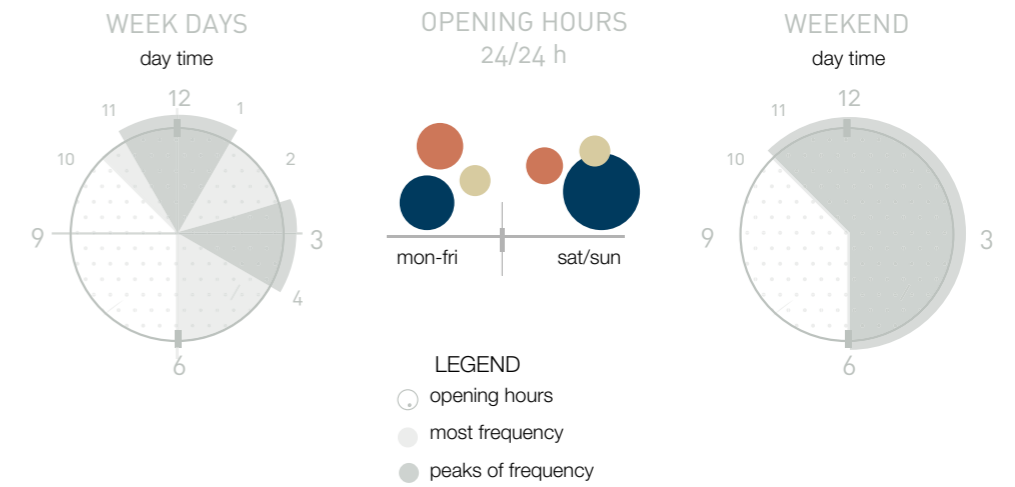 WEEK DAYS
day time
12
11
1
10
2
9
3
4
6
OPENING HOURS
24/24 h
mon-fri
sat/sun
LEGEND
opening hours
most frequency
peaks of frequency
WEEKEND
day time
12
11
10
9
3
6